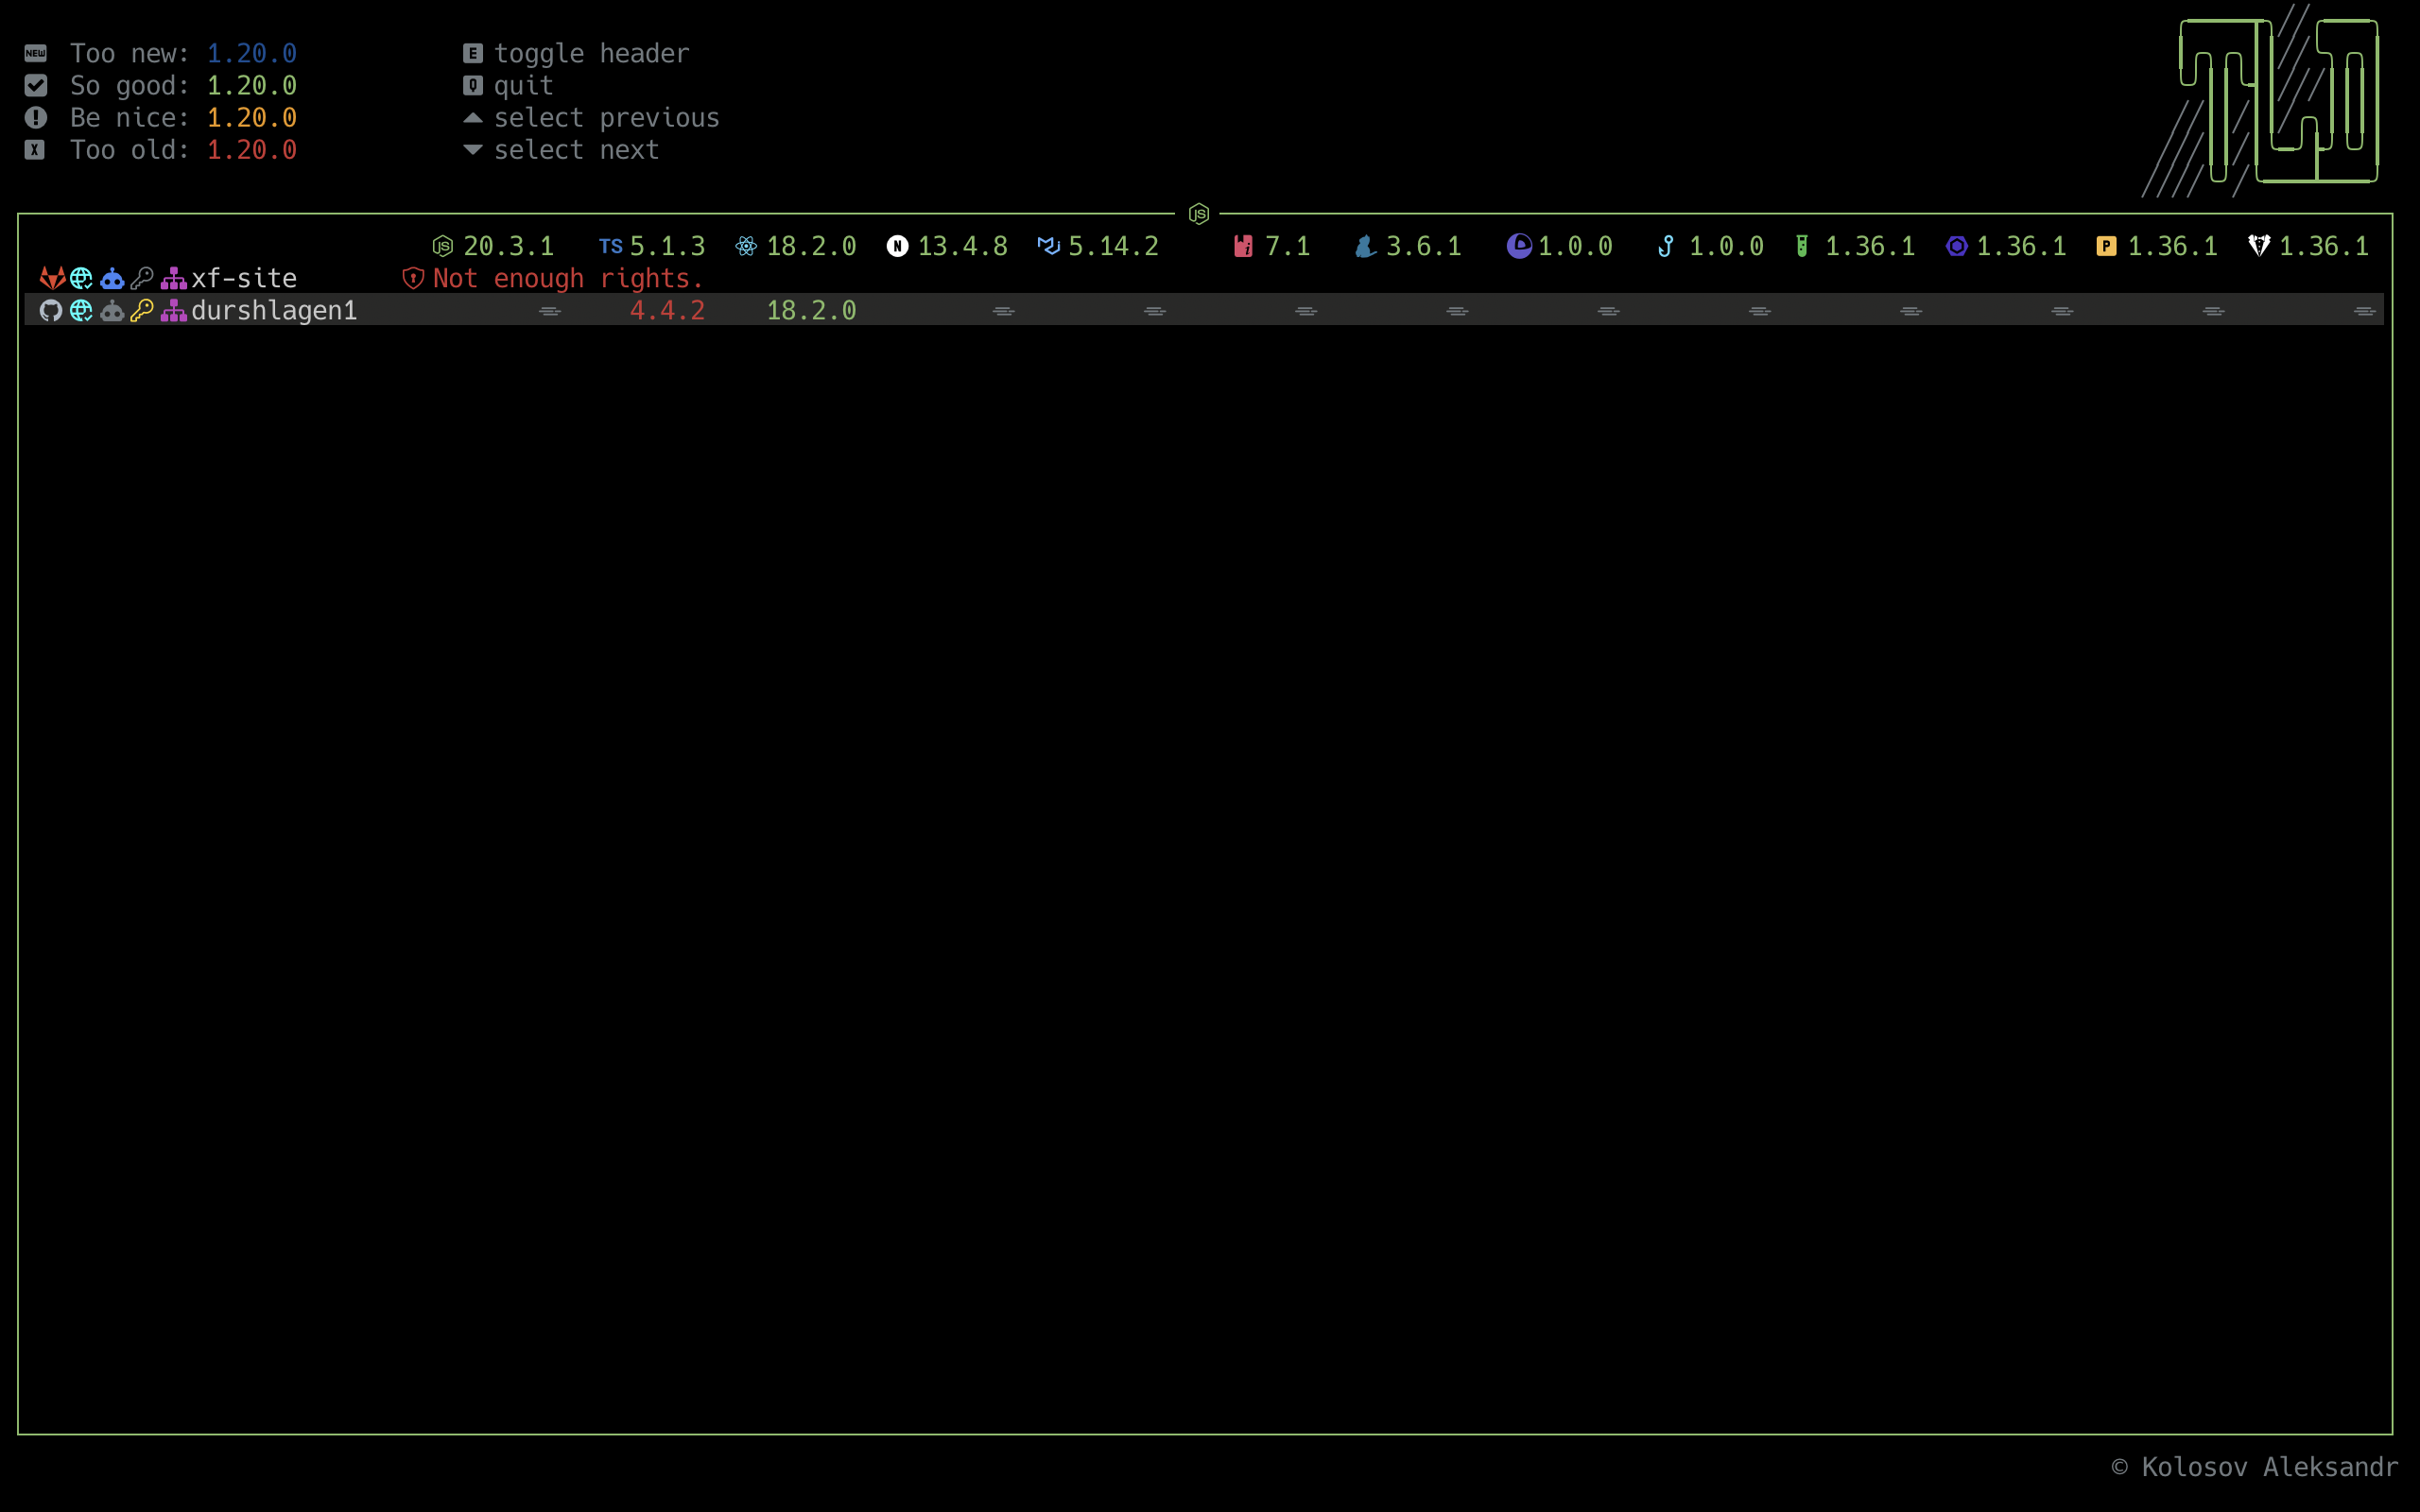 NEW Too new: 1.20.0
So good: 1.20.0
! Be nice: 1.20.0
X Too old: 1.20.0
E toggle header
Q quit
select previous
select next
TLD
JS
JS 20.3.1 TS 5.1.3 18.2.0 N 13.4.8 5.14.2 7.1 3.6.1 1.0.0 1.0.0 1.36.1 1.36.1 P 1.36.1 1.36.1
xf-site Not enough rights.
durshlagen1 4.4.2 18.2.0
© Kolosov Aleksandr